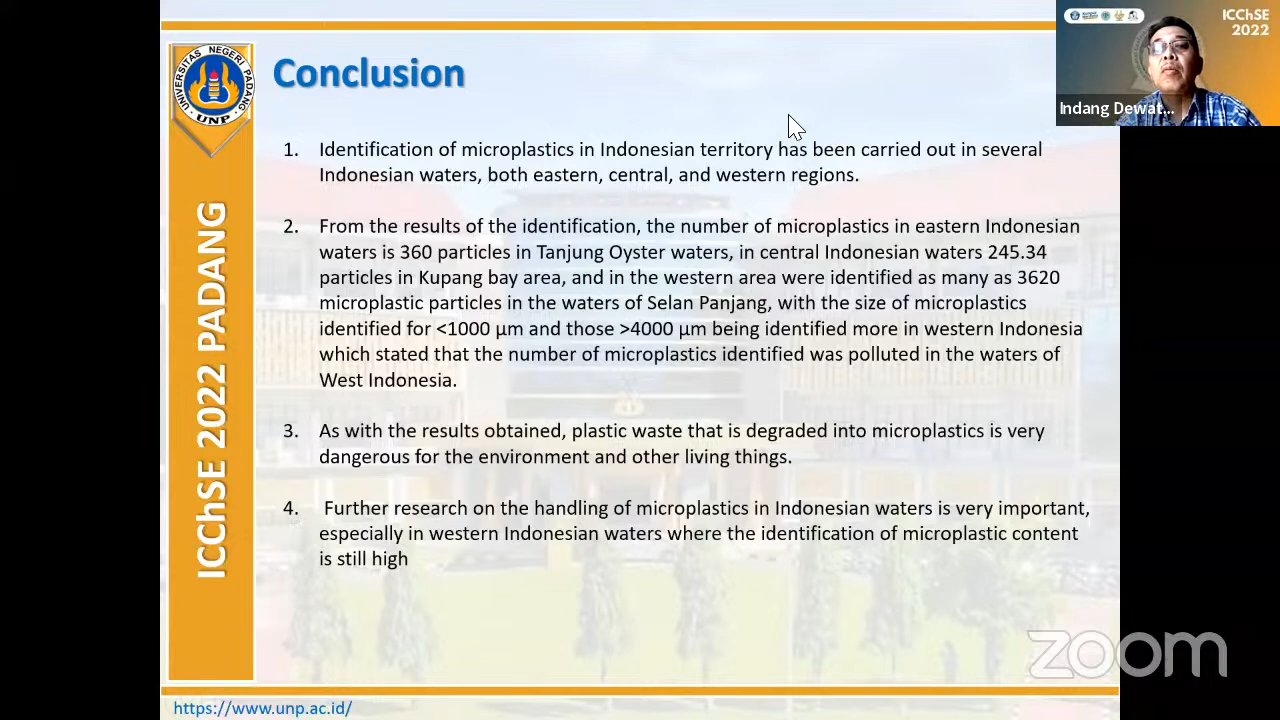 Conclusion
1. Identification of microplastics in Indonesian territory has been carried out in several
Indonesian waters, both eastern, central, and western regions.
2. From the results of the identification, the number of microplastics in eastern Indonesian
waters is 360 particles in Tanjung Oyster waters, in central Indonesian waters 245.34
particles in Kupang bay area, and in the western area were identified as many as 3620
microplastic particles in the waters of Selan Panjang, with the size of microplastics
identified for <1000 µm and those >4000 µm being identified more in western Indonesia
which stated that the number of microplastics identified was polluted in the waters of
West Indonesia.
3. As with the results obtained, plastic waste that is degraded into microplastics is very
dangerous for the environment and other living things.
4. Further research on the handling of microplastics in Indonesian waters is very important,
especially in western Indonesian waters where the identification of microplastic content
is still high
UNIVERSITAS NEGERI PADANG
UNP
ICChSE 2022 PADANG
https://www.unp.ac.id/
ICChSE
2022
Indang Dewat...
zoom